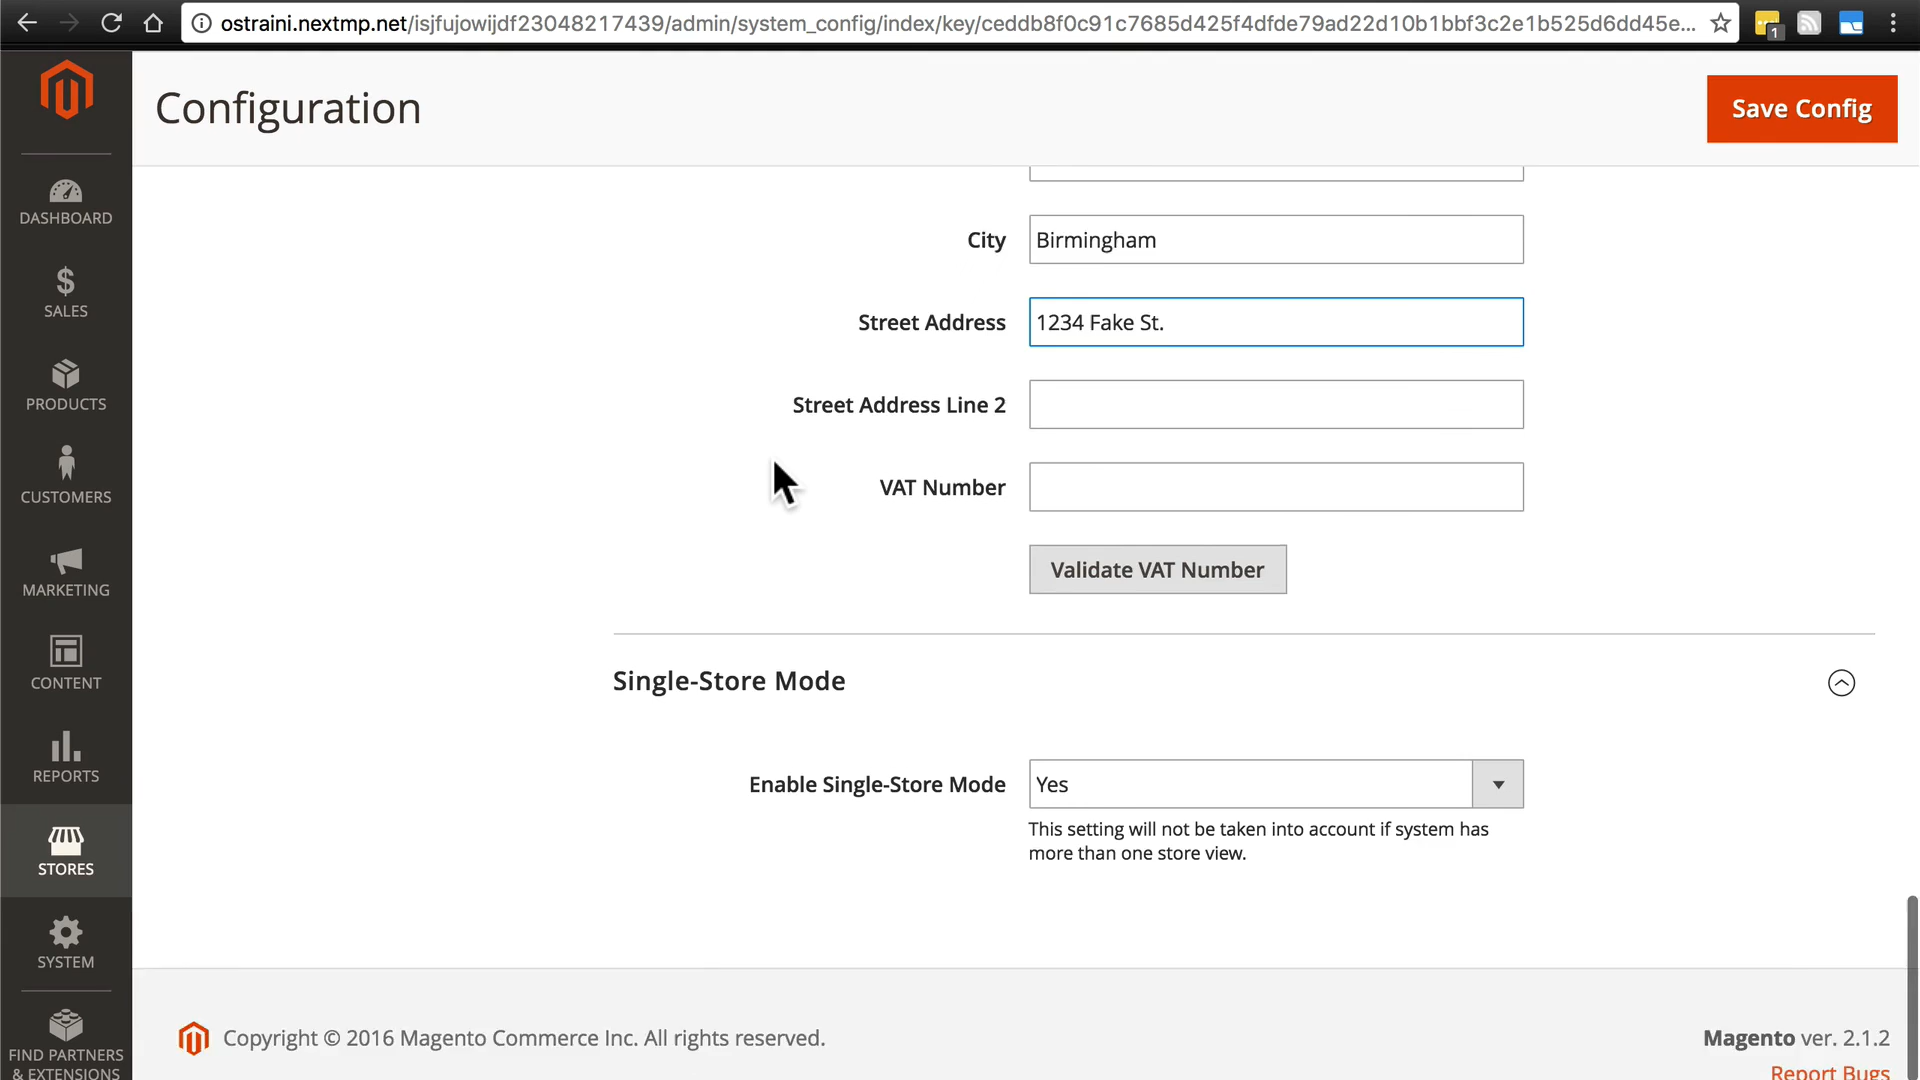 ostraini.nextmp.net/isjfujowijdf23048217439/admin/system_config/index/key/ceddb8f0c91c7685d425f4dfde79ad22d10b1bbf3c2e1b525d6dd45e...
1
Configuration
Save Config
DASHBOARD
SALES
PRODUCTS
CUSTOMERS
MARKETING
CONTENT
REPORTS
STORES
SYSTEM
FIND PARTNERS
& EXTENSIONS
City
Birmingham
Street Address
1234 Fake St.
Street Address Line 2
VAT Number
Validate VAT Number
Single-Store Mode
Enable Single-Store Mode
Yes
This setting will not be taken into account if system has
more than one store view.
Copyright © 2016 Magento Commerce Inc. All rights reserved.
Magento ver. 2.1.2
Report Bugs